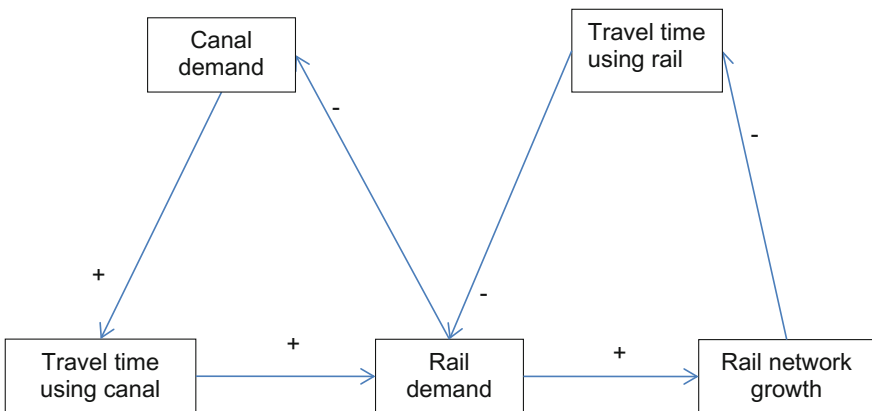 Canal
demand
Travel time
using rail
-
-
+
-
+
+
Travel time
using canal
Rail
demand
Rail network
growth